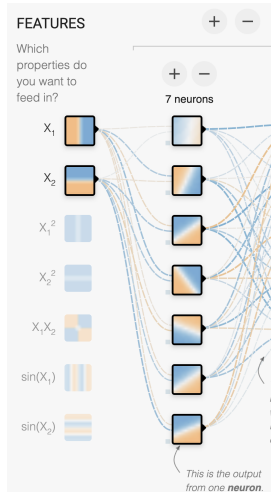 FEATURES
+ −
Which
properties do
you want to
feed in?
+ −
7 neurons
X₁
X₂
X₁²
X₂²
X₁X₂
sin(X₁)
sin(X₂)
This is the output
from one neuron.